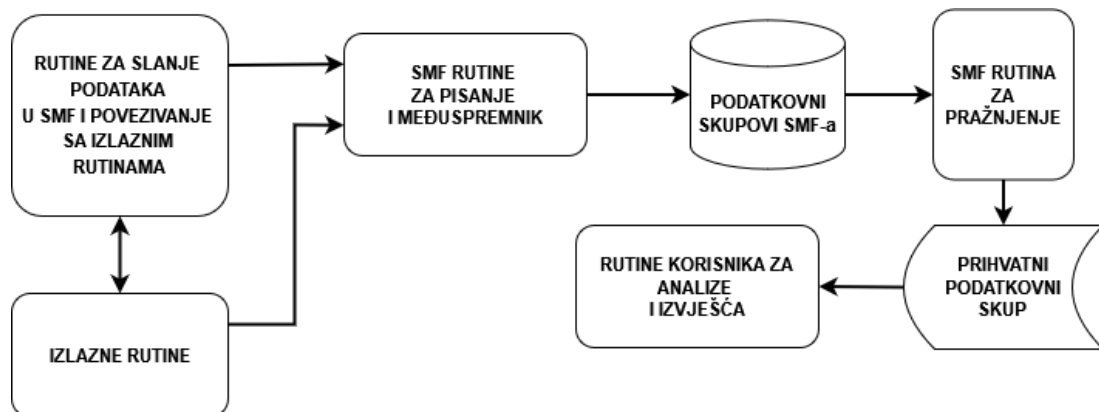 RUTINE ZA SLANJE
PODATAKA
U SMF I POVEZIVANJE
SA IZLAZNIM
RUTINAMA
SMF RUTINE
ZA PISANJE
I MEĐUSPREMNIK
PODATKOVNI
SKUPOVI SMF-a
SMF RUTINA
ZA
PRAŽNJENJE
IZLAZNE RUTINE
RUTINE KORISNIKA ZA
ANALIZE
I IZVJEŠĆA
PRIHVATNI
PODATKOVNI
SKUP